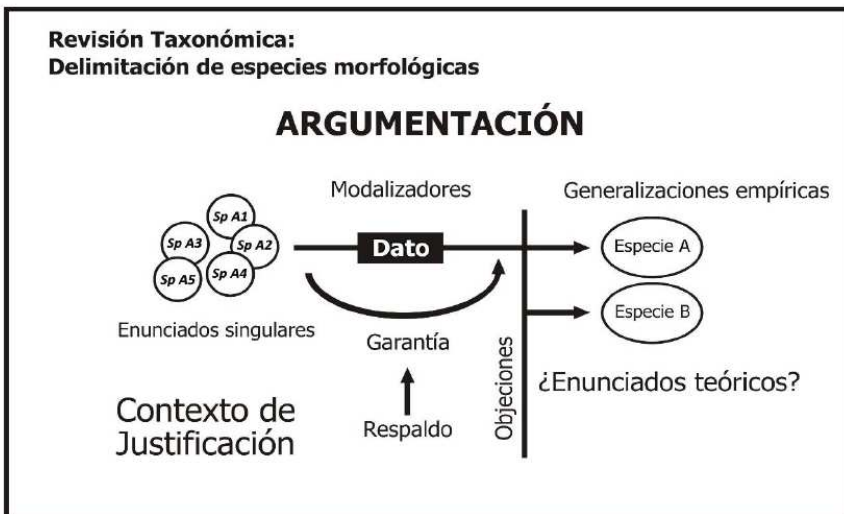 Revisión Taxonómica:
Delimitación de especies morfológicas
ARGUMENTACIÓN
Modalizadores
Generalizaciones empíricas
Sp A1
Sp A3
Sp A2
Sp A5
Sp A4
Dato
Especie A
Especie B
Enunciados singulares
Garantía
Objeciones
¿Enunciados teóricos?
Contexto de
Justificación
Respaldo